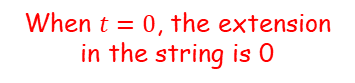 When t = 0, the extension
in the string is 0